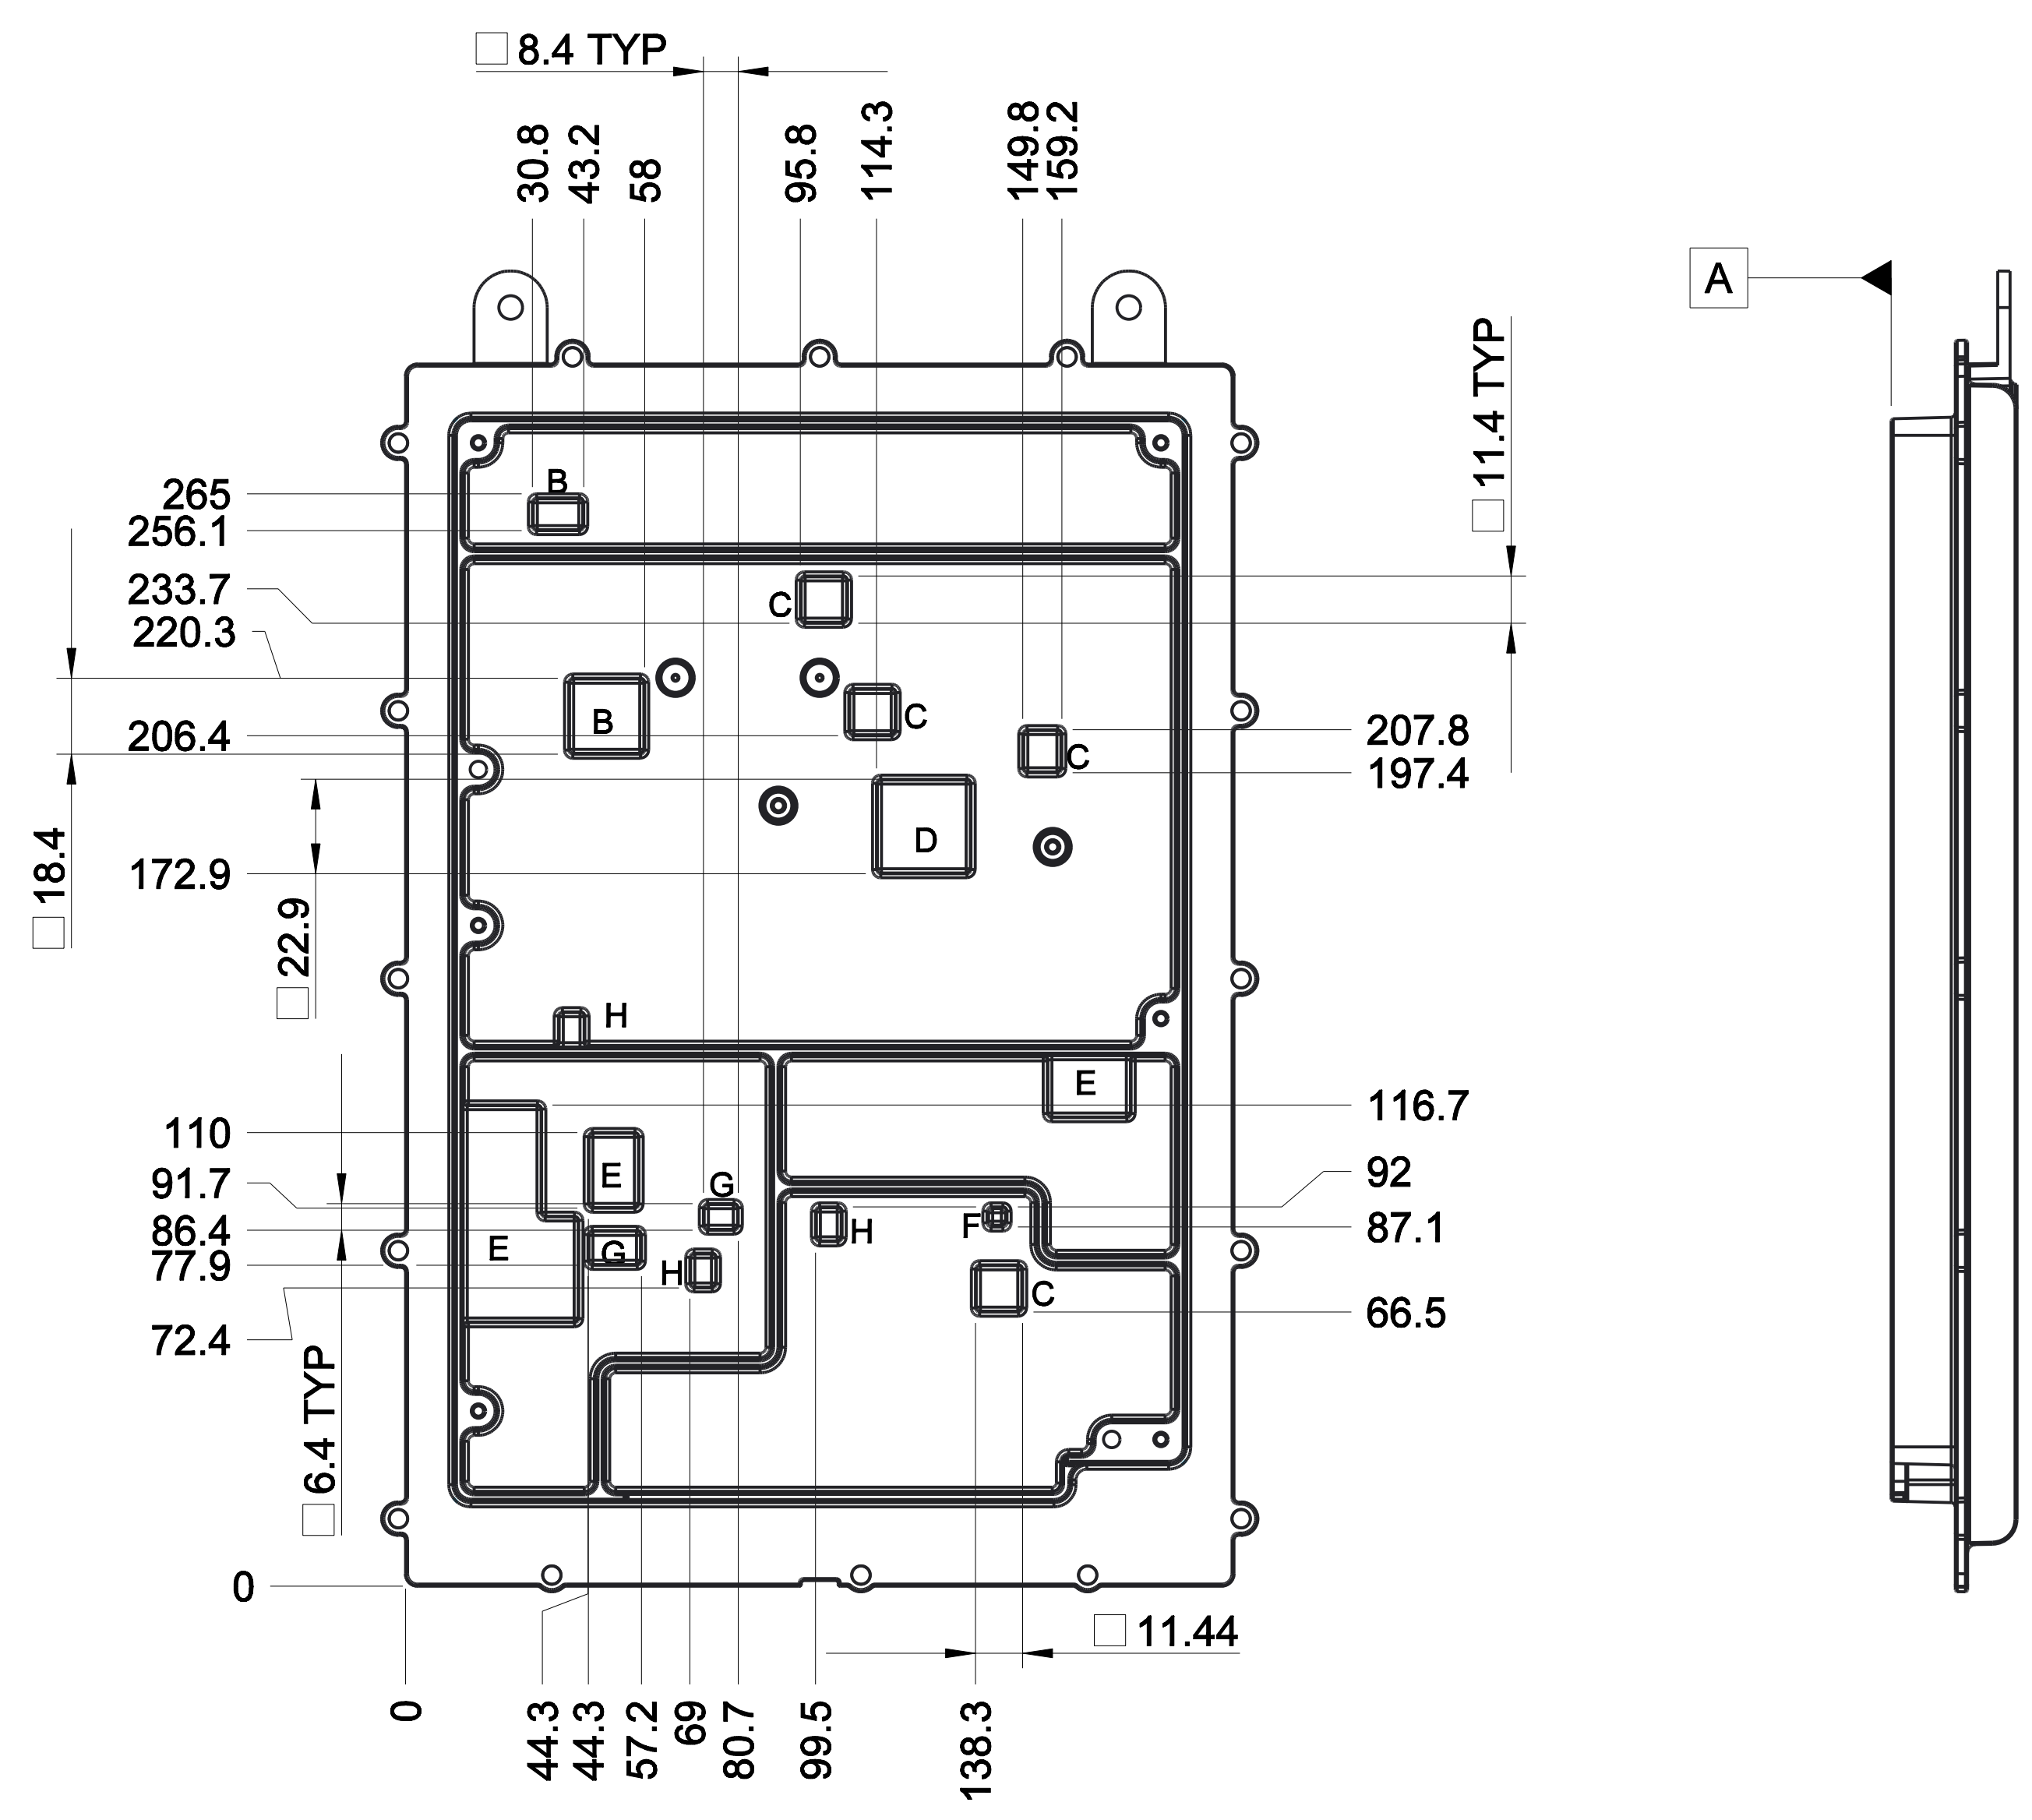 8.4 TYP
30.8
43.2
58
95.8
114.3
149.8
159.2
A
11.4 TYP
B
265
256.1
233.7
C
220.3
B
C
206.4
207.8
C
197.4
18.4
D
172.9
22.9
H
E
116.7
110
E
92
91.7
G
86.4
H
F
87.1
E
G
77.9
H
C
66.5
72.4
6.4 TYP
0
11.44
0
44.3
44.3
57.2
69
80.7
99.5
138.3